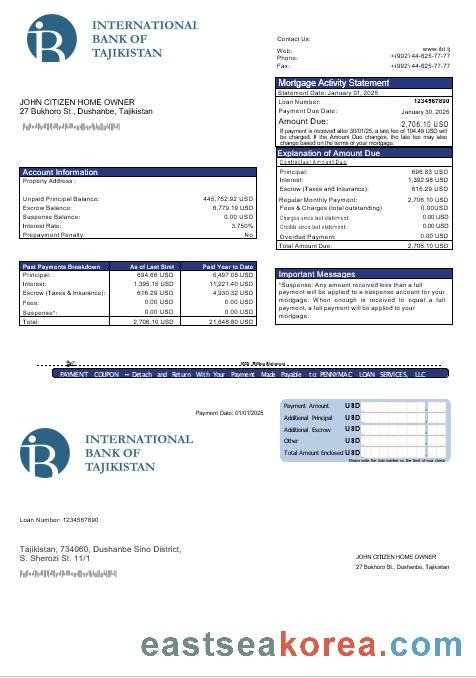 INTERNATIONAL
BANK OF
TAJIKISTAN
Contact Us:
Web: www.ibt.tj
Phone: +(992) 44-625-77-77
Fax: +(992) 44-625-77-77
Mortgage Activity Statement
Statement Date: January 01, 2025
Loan Number: 1234567890
Payment Due Date: January 30, 2025
Amount Due: 2,706.10 USD
If payment is received after 30/01/25, a late fee of 104.49 USD will
be charged. If the Amount Due changes, the late fee may also
change based on the terms of your mortgage.
JOHN CITIZEN HOME OWNER
27 Bukhoro St., Dushanbe, Tajikistan
Explanation of Amount Due
Contractual Amount Due
Principal: 696.83 USD
Interest: 1,392.98 USD
Escrow (Taxes and Insurance): 616.29 USD
Regular Monthly Payment: 2,706.10 USD
Fees & Charges (total outstanding) 0.00USD
Charges since last statement: 0.00 USD
Credits since last statement: 0.00 USD
Overdue Payment: 0.00 USD
Total Amount Due: 2,706.10 USD
Account Information
Property Address :
Unpaid Principal Balance: 445,752.92 USD
Escrow Balance: 6,779.19 USD
Suspense Balance: 0.00 USD
Interest Rate: 3.750%
Prepayment Penalty: No
Past Payments Breakdown As of Last Stmt Paid Year to Date
Principal: 694.66 USD 5,497.08 USD
Interest: 1,395.15 USD 11,221.40 USD
Escrow (Taxes & Insurance): 616.29 USD 4,930.32 USD
Fees: 0.00 USD 0.00 USD
Suspense*: 0.00 USD 0.00 USD
Total: 2,706.10 USD 21,648.80 USD
Important Messages
*Suspense: Any amount received less than a full
payment will be applied to a suspense account for your
mortgage. When enough is received to equal a full
payment, a full payment will be applied to your
mortgage.
PAYMENT COUPON – Detach and Return With Your Payment Made Payable to: PENNYMAC LOAN SERVICES, LLC
Payment Date: 01/01/2025
Payment Amount USD
Additional Principal USD
Additional Escrow USD
Other USD
Total Amount Enclosed USD
Please write the loan number on the front of your check
INTERNATIONAL
BANK OF
TAJIKISTAN
Loan Number: 1234567890
Tajikistan, 734060, Dushanbe Sino District,
S. Sherozi St. 11/1
JOHN CITIZEN HOME OWNER
27 Bukhoro St., Dushanbe, Tajikistan
eastseakorea.com